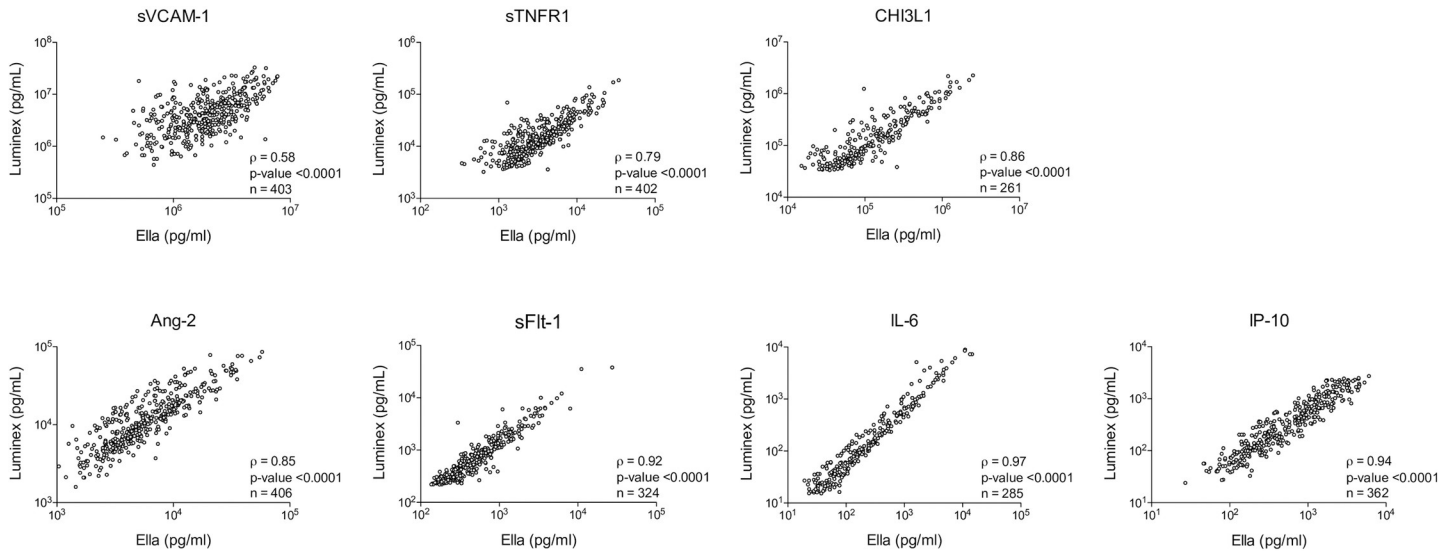 sVCAM-1
Luminex (pg/mL)
10^8
10^7
10^6
10^5
10^5
10^6
10^7
Ella (pg/ml)
ρ = 0.58
p-value <0.0001
n = 403
sTNFR1
Luminex (pg/mL)
10^6
10^5
10^4
10^3
10^2
10^3
10^4
10^5
Ella (pg/ml)
ρ = 0.79
p-value <0.0001
n = 402
CHI3L1
Luminex (pg/mL)
10^7
10^6
10^5
10^4
10^4
10^5
10^6
10^7
Ella (pg/ml)
ρ = 0.86
p-value <0.0001
n = 261
Ang-2
Luminex (pg/mL)
10^5
10^4
10^3
10^3
10^4
10^5
Ella (pg/ml)
ρ = 0.85
p-value <0.0001
n = 406
sFlt-1
Luminex (pg/mL)
10^5
10^4
10^3
10^2
10^2
10^3
10^4
10^5
Ella (pg/ml)
ρ = 0.92
p-value <0.0001
n = 324
IL-6
Luminex (pg/mL)
10^4
10^3
10^2
10^1
10^1
10^2
10^3
10^4
10^5
Ella (pg/ml)
ρ = 0.97
p-value <0.0001
n = 285
IP-10
Luminex (pg/mL)
10^4
10^3
10^2
10^1
10^1
10^2
10^3
10^4
Ella (pg/ml)
ρ = 0.94
p-value <0.0001
n = 362